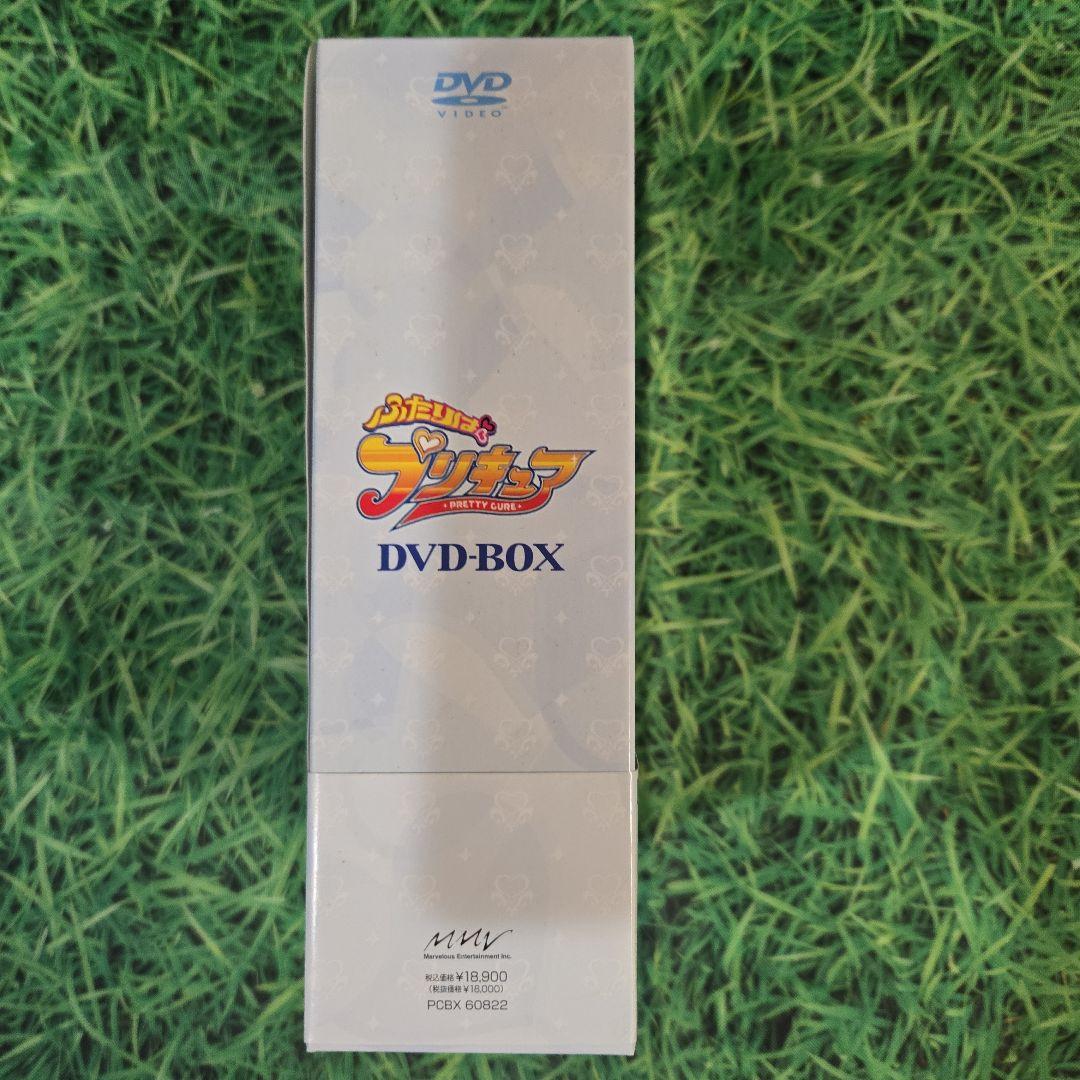 DVD
VIDEO
ふたりは
プリキュア
PRETTY CURE
DVD-BOX
MMV
Marvelous Entertainment Inc.
税込価格 ¥18,900
（税抜価格 ¥18,000）
PCBX 60822